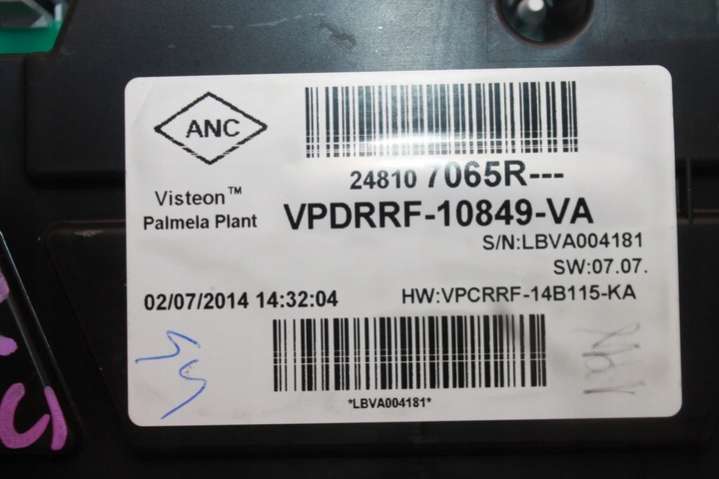 ANC
24810 7065R---
Visteon™
Palmela Plant
VPDRRF-10849-VA
S/N:LBVA004181
SW:07.07.
02/07/2014 14:32:04
HW:VPCRRF-14B115-KA
*LBVA004181*